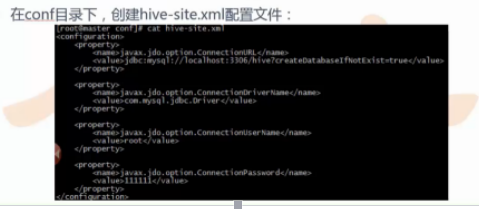 在conf目录下，创建hive-site.xml配置文件：
[root@master conf]# cat hive-site.xml
<configuration>
<property>
<name>javax.jdo.option.ConnectionURL</name>
<value>jdbc:mysql://localhost:3306/hive?createDatabaseIfNotExist=true</value>
</property>
<property>
<name>javax.jdo.option.ConnectionDriverName</name>
<value>com.mysql.jdbc.Driver</value>
</property>
<property>
<name>javax.jdo.option.ConnectionUserName</name>
<value>root</value>
</property>
<property>
<name>javax.jdo.option.ConnectionPassword</name>
<value>111111</value>
</property>
</configuration>